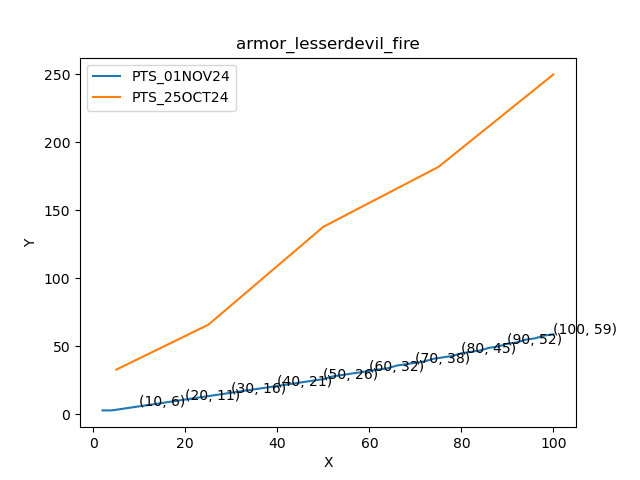 armor_lesserdevil_fire
PTS_01NOV24
PTS_25OCT24
250
200
150
100
50
0
Y
(10, 6)
(20, 11)
(30, 16)
(40, 21)
(50, 26)
(60, 32)
(70, 38)
(80, 45)
(90, 52)
(100, 59)
0 20 40 60 80 100
X